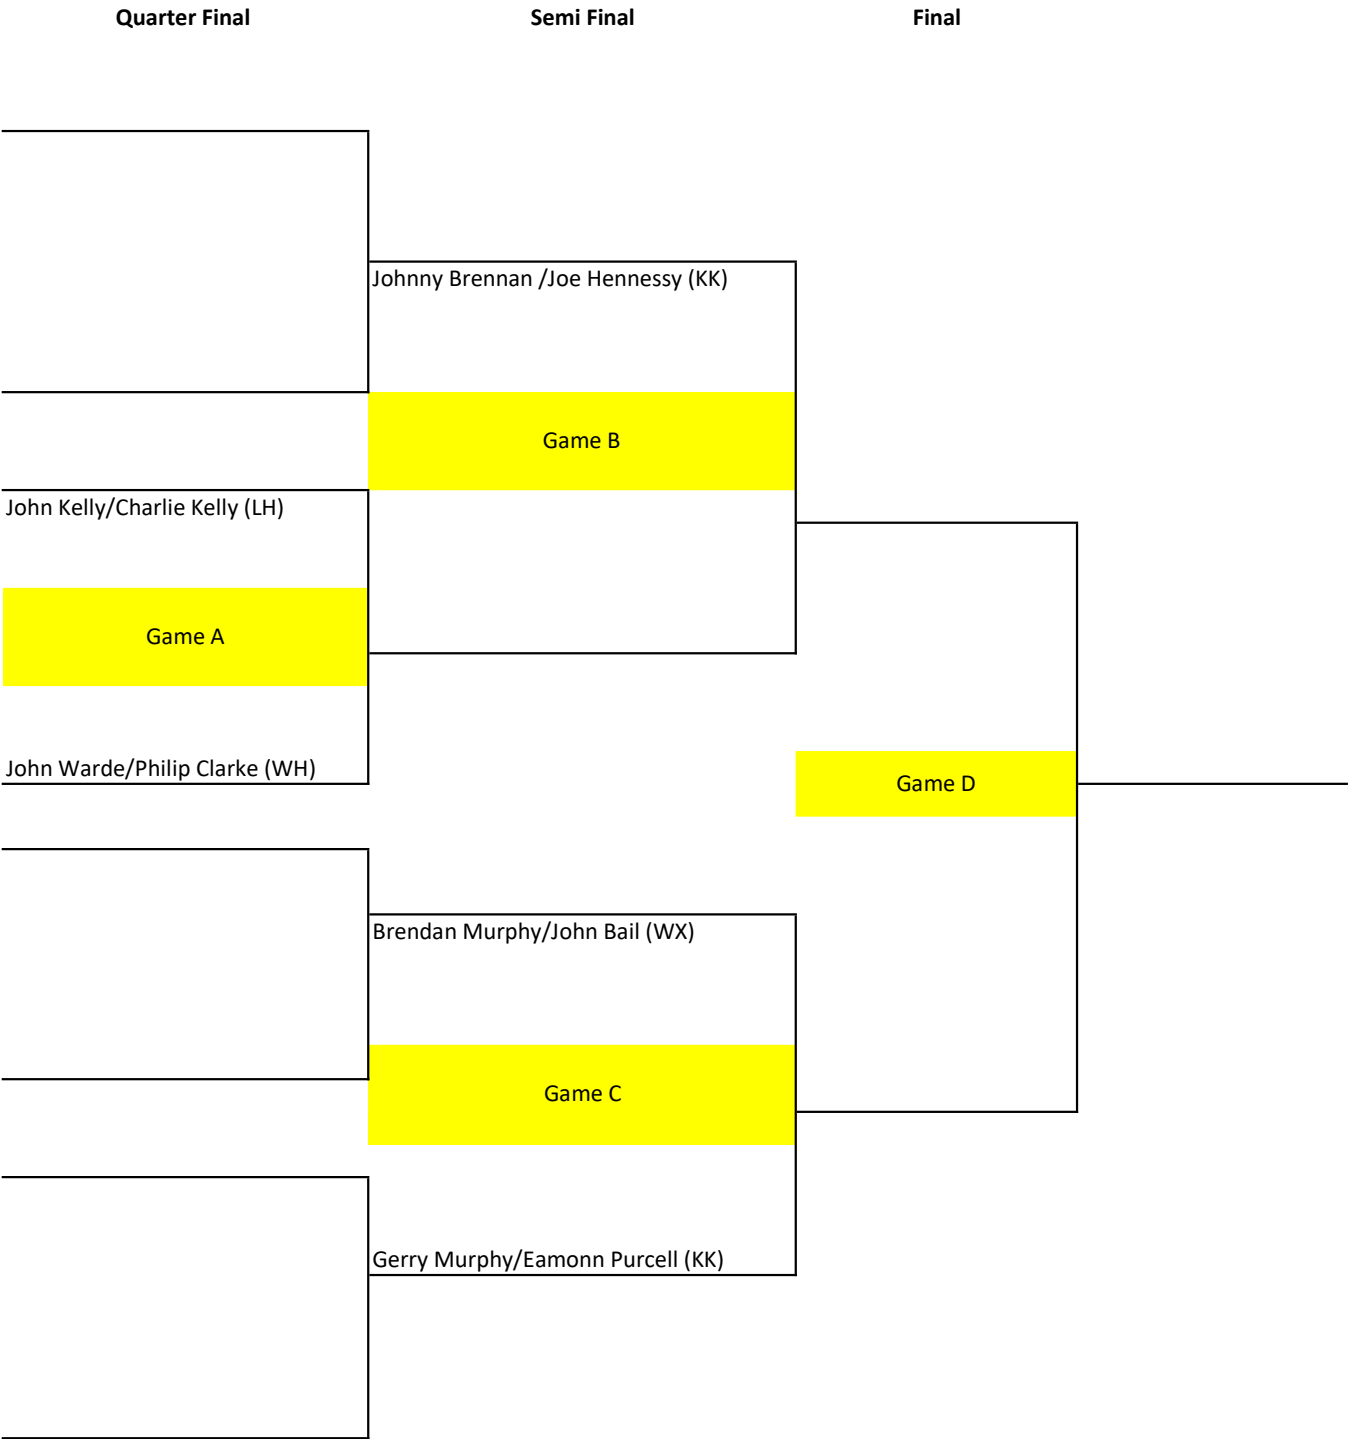 Quarter Final Semi Final Final
Johnny Brennan /Joe Hennessy (KK)
Game B
John Kelly/Charlie Kelly (LH)
Game A
John Warde/Philip Clarke (WH)
Game D
Brendan Murphy/John Bail (WX)
Game C
Gerry Murphy/Eamonn Purcell (KK)